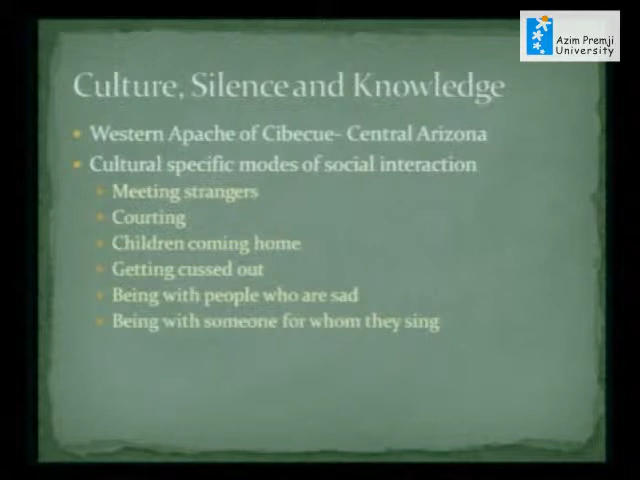 Azim Premji
University
Culture, Silence and Knowledge
Western Apache of Cibecue- Central Arizona
Cultural specific modes of social interaction
Meeting strangers
Courting
Children coming home
Getting cussed out
Being with people who are sad
Being with someone for whom they sing